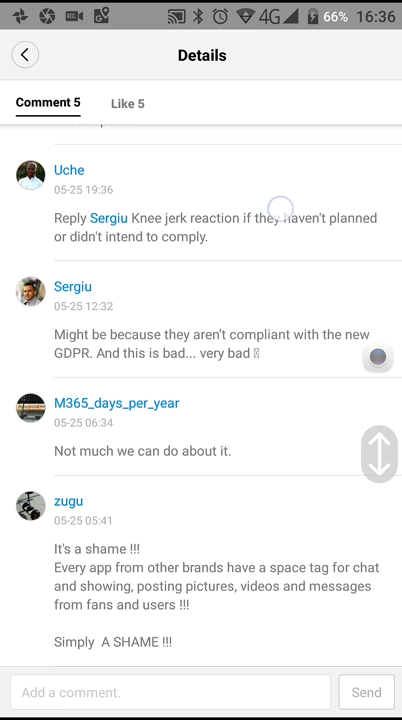 4G 66% 16:36
Details
Comment 5 Like 5
Uche
05-25 19:36
Reply Sergiu Knee jerk reaction if they haven't planned
or didn't intend to comply.
Sergiu
05-25 12:32
Might be because they aren't compliant with the new
GDPR. And this is bad... very bad
M365_days_per_year
05-25 06:34
Not much we can do about it.
zugu
05-25 05:41
It's a shame !!!
Every app from other brands have a space tag for chat
and showing, posting pictures, videos and messages
from fans and users !!!
Simply A SHAME !!!
Add a comment. Send